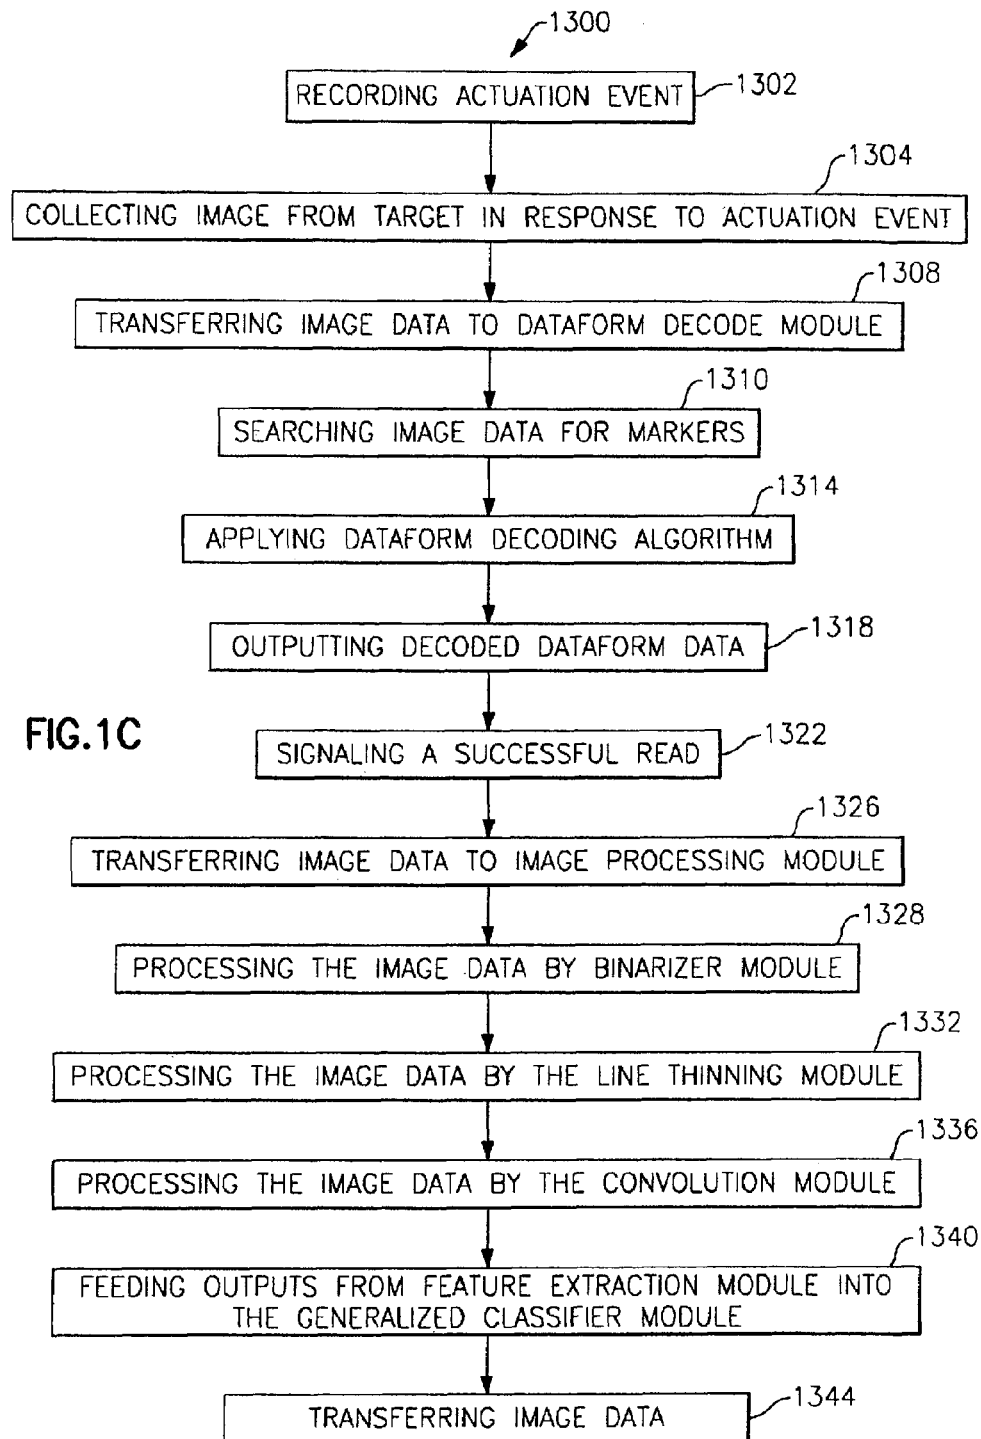 1300
RECORDING ACTUATION EVENT
1302
1304
COLLECTING IMAGE FROM TARGET IN RESPONSE TO ACTUATION EVENT
1308
TRANSFERRING IMAGE DATA TO DATAFORM DECODE MODULE
1310
SEARCHING IMAGE DATA FOR MARKERS
1314
APPLYING DATAFORM DECODING ALGORITHM
1318
OUTPUTTING DECODED DATAFORM DATA
FIG.1C
1322
SIGNALING A SUCCESSFUL READ
1326
TRANSFERRING IMAGE DATA TO IMAGE PROCESSING MODULE
1328
PROCESSING THE IMAGE DATA BY BINARIZER MODULE
1332
PROCESSING THE IMAGE DATA BY THE LINE THINNING MODULE
1336
PROCESSING THE IMAGE DATA BY THE CONVOLUTION MODULE
1340
FEEDING OUTPUTS FROM FEATURE EXTRACTION MODULE INTO
THE GENERALIZED CLASSIFIER MODULE
1344
TRANSFERRING IMAGE DATA